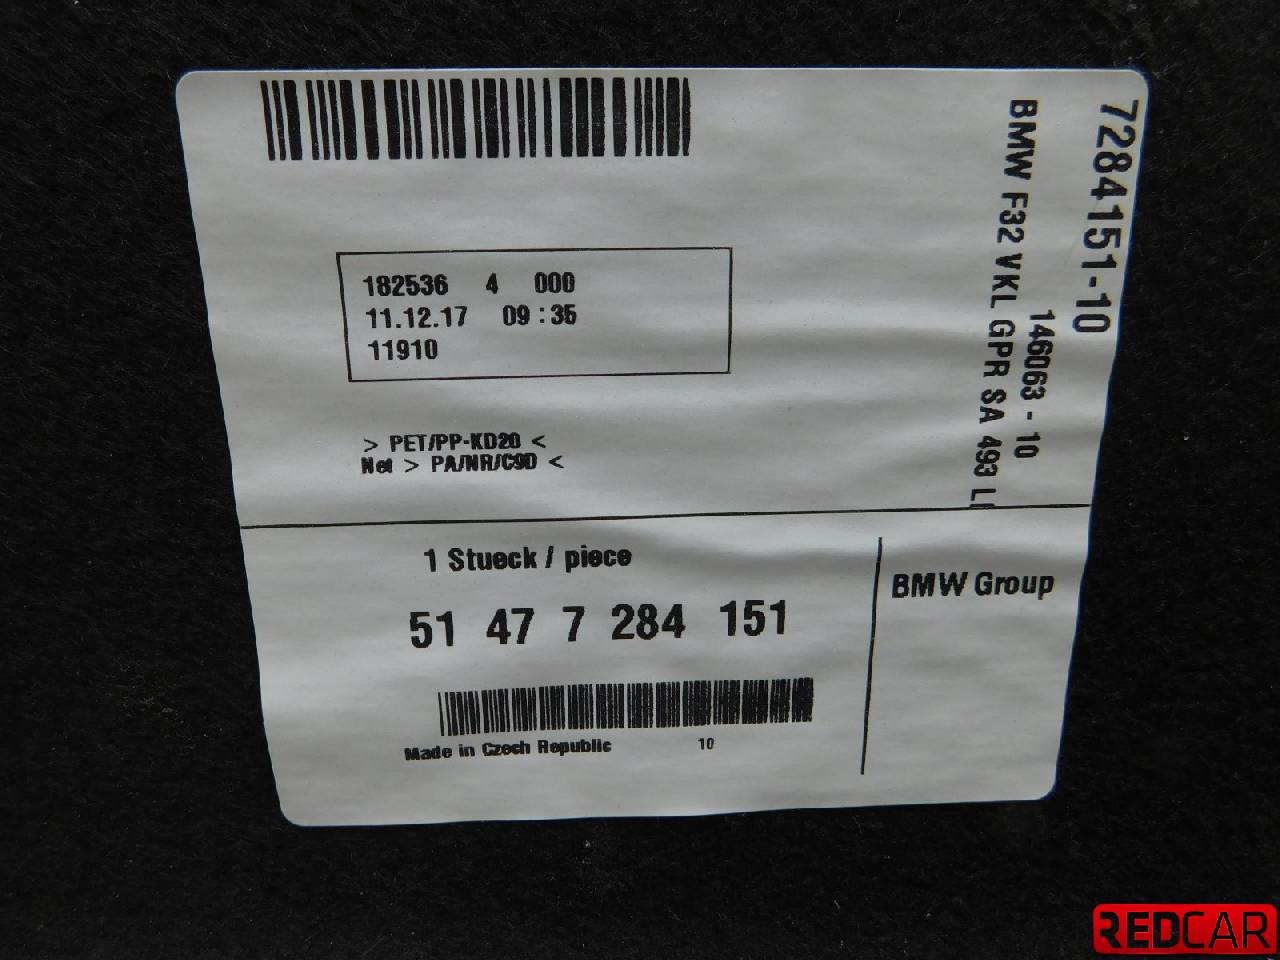 182536 4 000
11.12.17 09:35
11910
> PET/PP-KD20 <
Net > PA/NR/C9D <
7284151-10
146063 - 10
BMW F32 VKL GPR SA 493
1 Stueck / piece
51 47 7 284 151
Made in Czech Republic 10
BMW Group
REDCAR